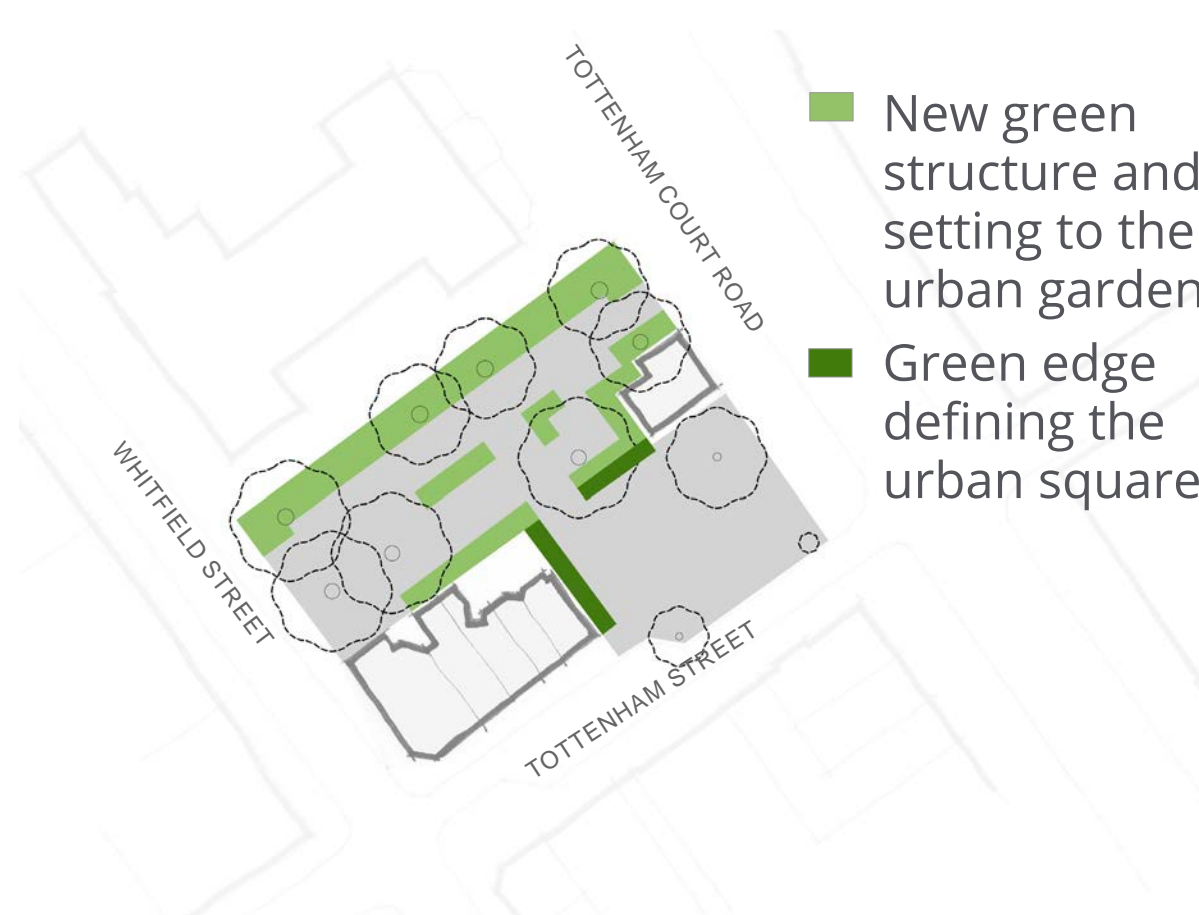 TOTTENHAM COURT ROAD
New green
structure and
setting to the
urban garden
Green edge
defining the
urban square
WHITFIELD STREET
TOTTENHAM STREET